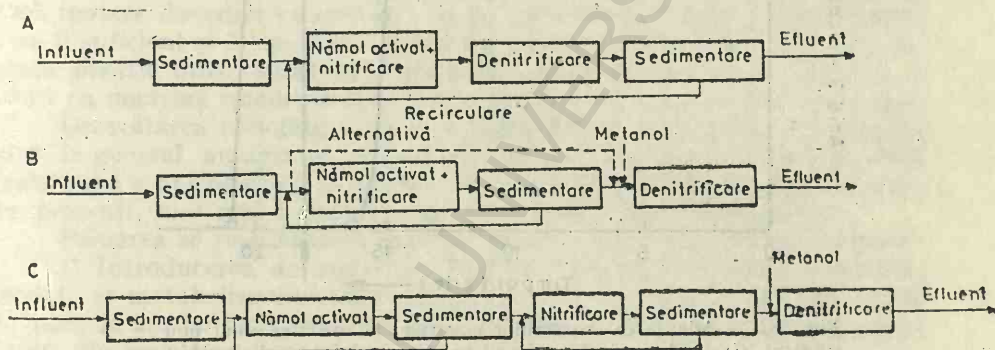 A
Influent
Sedimentare
Nămol activat +
nitrificare
Denitrificare
Sedimentare
Efluent
Recirculare
Alternativă
Metanol
B
Influent
Sedimentare
Nămol activat +
nitrificare
Sedimentare
Denitrificare
Efluent
C
Metanol
Influent
Sedimentare
Nămol activat
Sedimentare
Nitrificare
Sedimentare
Denitrificare
Efluent
UNIVERS